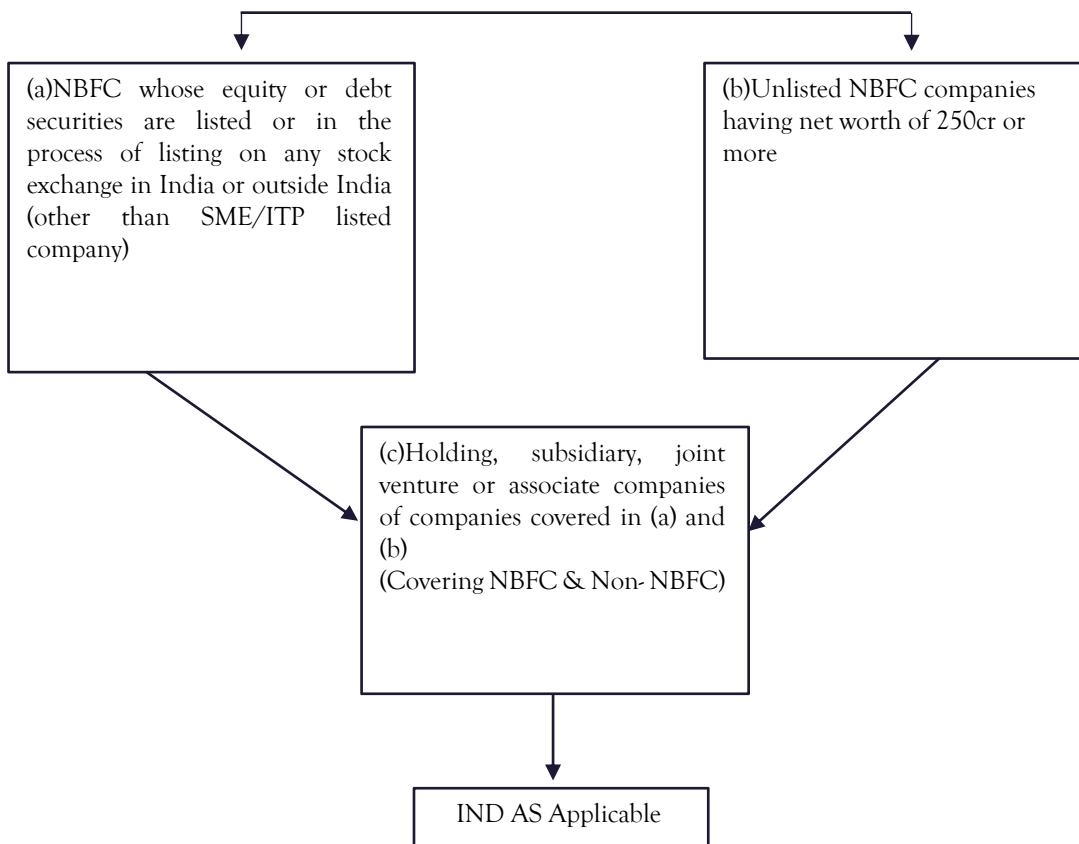 (a)NBFC whose equity or debt
securities are listed or in the
process of listing on any stock
exchange in India or outside India
(other than SME/ITP listed
company)
(b)Unlisted NBFC companies
having net worth of 250cr or
more
(c)Holding, subsidiary, joint
venture or associate companies
of companies covered in (a) and
(b)
(Covering NBFC & Non- NBFC)
IND AS Applicable